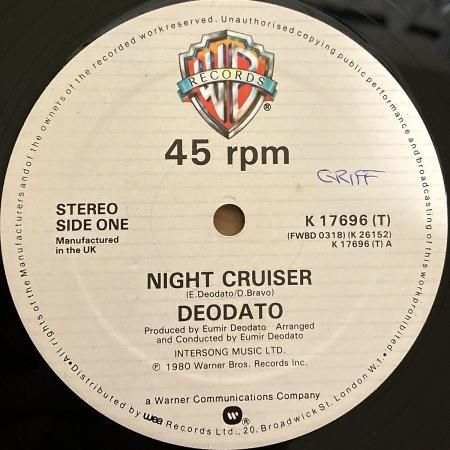 All rights of the manufacturers and/or of the owners of the recorded work reserved. Unauthorised copying public performance and broadcasting of this work prohibited.
WB
RECORDS
®
45 rpm
GRIFF
STEREO
SIDE ONE
Manufactured
in the UK
K 17696 (T)
(FWBD 0318) (K 26152)
K 17696 (T) A
NIGHT CRUISER
(E.Deodato/D.Bravo)
DEODATO
Produced by Eumir Deodato Arranged
and Conducted by Eumir Deodato
INTERSONG MUSIC LTD.
℗ 1980 Warner Bros. Records Inc.
a Warner Communications Company
•Distributed by wea Records Ltd., 20, Broadwick St. London W.1.•